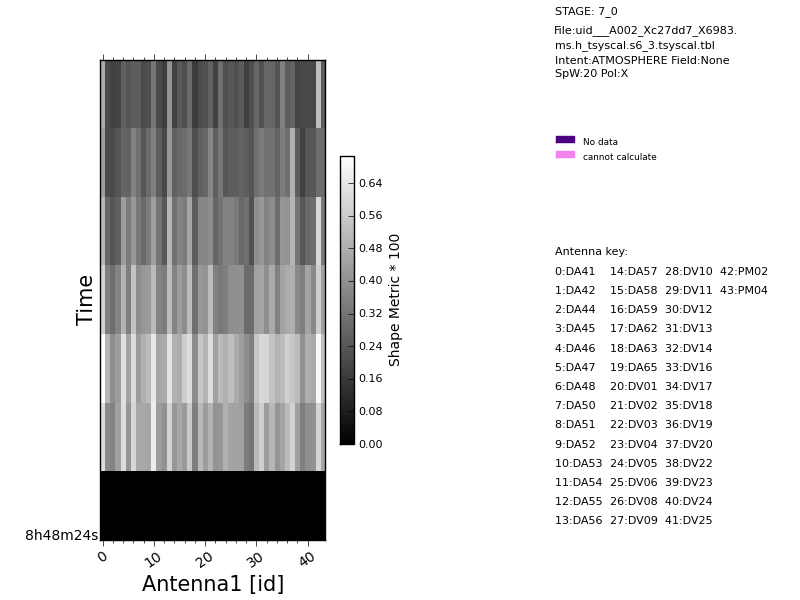 STAGE: 7_0
File:uid___A002_Xc27dd7_X6983.
ms.h_tsyscal.s6_3.tsyscal.tbl
Intent:ATMOSPHERE Field:None
SpW:20 Pol:X
No data
cannot calculate
0.64
0.56
0.48
0.40
0.32
0.24
0.16
0.08
0.00
Shape Metric * 100
Time
8h48m24s
0 10 20 30 40
Antenna1 [id]
Antenna key:
0:DA41 14:DA57 28:DV10 42:PM02
1:DA42 15:DA58 29:DV11 43:PM04
2:DA44 16:DA59 30:DV12
3:DA45 17:DA62 31:DV13
4:DA46 18:DA63 32:DV14
5:DA47 19:DA65 33:DV16
6:DA48 20:DV01 34:DV17
7:DA50 21:DV02 35:DV18
8:DA51 22:DV03 36:DV19
9:DA52 23:DV04 37:DV20
10:DA53 24:DV05 38:DV22
11:DA54 25:DV06 39:DV23
12:DA55 26:DV08 40:DV24
13:DA56 27:DV09 41:DV25